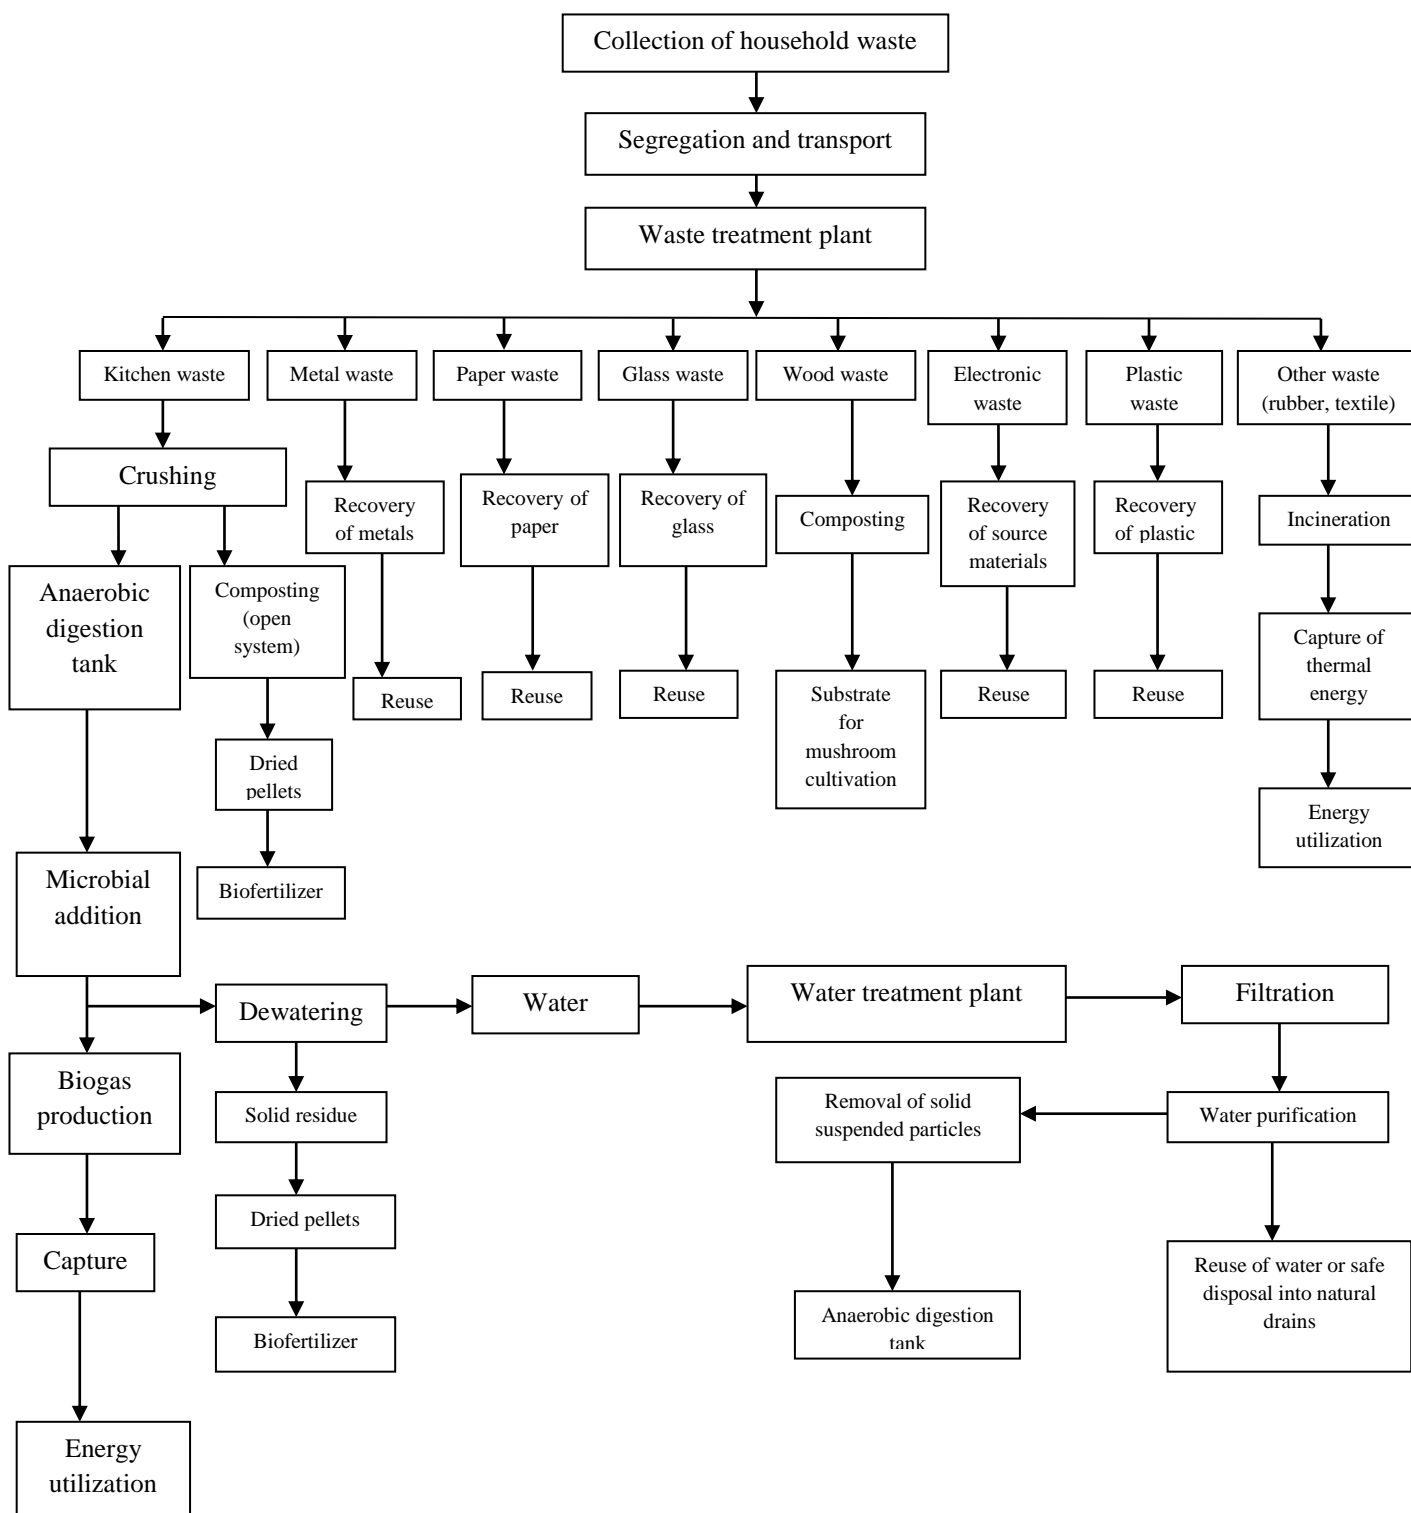 Collection of household waste
Segregation and transport
Waste treatment plant
Kitchen waste
Metal waste
Paper waste
Glass waste
Wood waste
Electronic
waste
Plastic
waste
Other waste
(rubber, textile)
Crushing
Recovery
of metals
Recovery of
paper
Recovery of
glass
Composting
Recovery
of source
materials
Recovery
of plastic
Incineration
Anaerobic
digestion
tank
Composting
(open
system)
Reuse
Reuse
Reuse
Substrate
for
mushroom
cultivation
Reuse
Reuse
Capture of
thermal
energy
Dried
pellets
Energy
utilization
Microbial
addition
Biofertilizer
Dewatering
Water
Water treatment plant
Filtration
Biogas
production
Solid residue
Removal of solid
suspended particles
Water purification
Dried pellets
Capture
Reuse of water or safe
disposal into natural
drains
Biofertilizer
Anaerobic digestion
tank
Energy
utilization